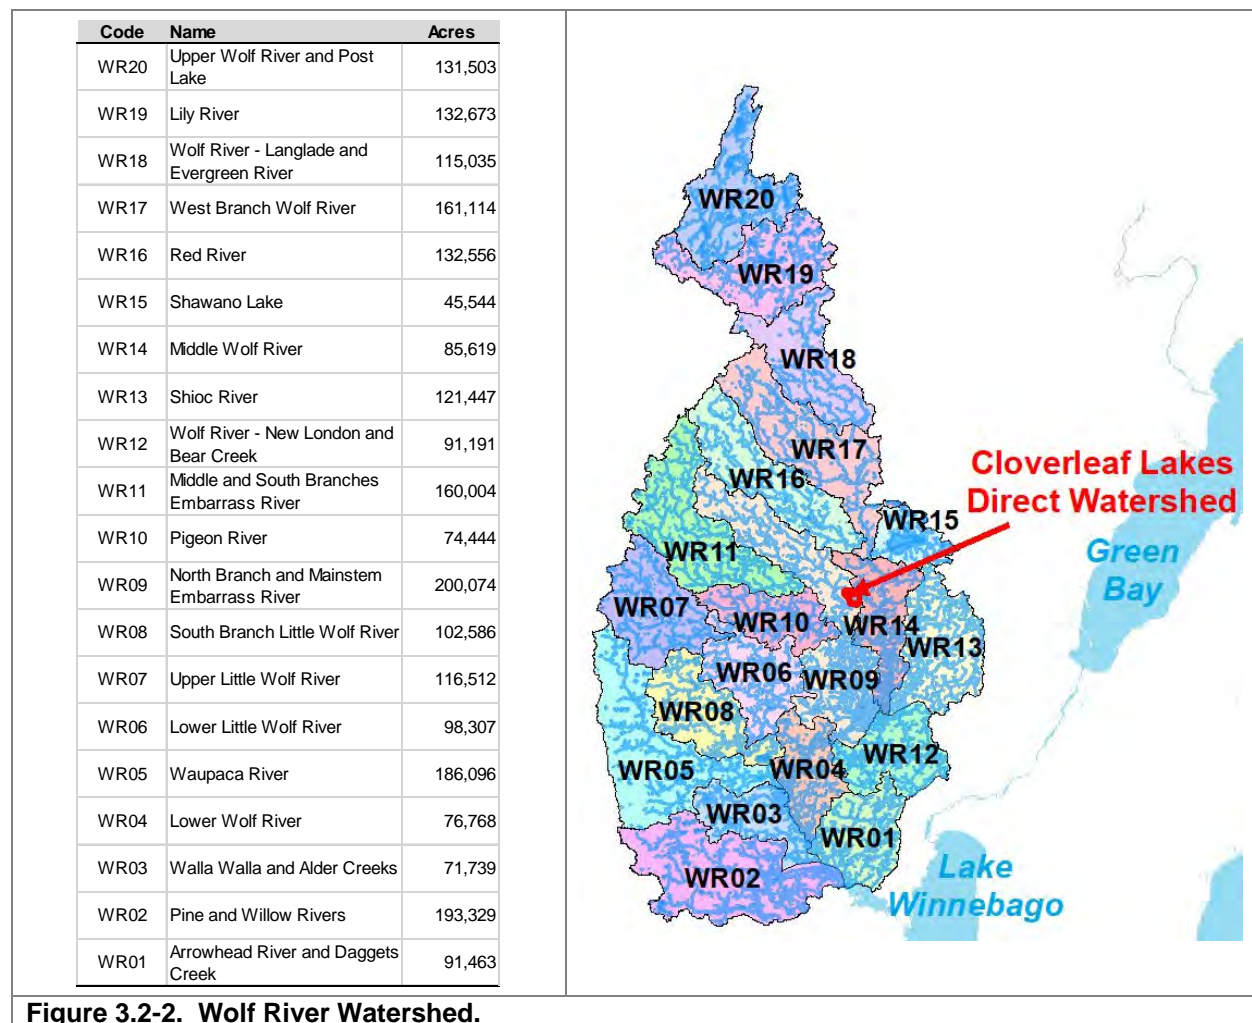 Code Name Acres
WR20 Upper Wolf River and Post
Lake 131,503
WR19 Lily River 132,673
WR18 Wolf River - Langlade and
Evergreen River 115,035
WR17 West Branch Wolf River 161,114
WR16 Red River 132,556
WR15 Shawano Lake 45,544
WR14 Middle Wolf River 85,619
WR13 Shioc River 121,447
WR12 Wolf River - New London and
Bear Creek 91,191
WR11 Middle and South Branches
Embarrass River 160,004
WR10 Pigeon River 74,444
WR09 North Branch and Mainstem
Embarrass River 200,074
WR08 South Branch Little Wolf River 102,586
WR07 Upper Little Wolf River 116,512
WR06 Lower Little Wolf River 98,307
WR05 Waupaca River 186,096
WR04 Lower Wolf River 76,768
WR03 Walla Walla and Alder Creeks 71,739
WR02 Pine and Willow Rivers 193,329
WR01 Arrowhead River and Daggets
Creek 91,463
WR20
WR19
WR18
WR17
WR16
Cloverleaf Lakes
Direct Watershed
WR15
WR11
Green
Bay
WR07
WR10
WR14
WR13
WR06
WR09
WR08
WR12
WR05
WR04
WR03
WR01
WR02
Lake
Winnebago
Figure 3.2-2. Wolf River Watershed.